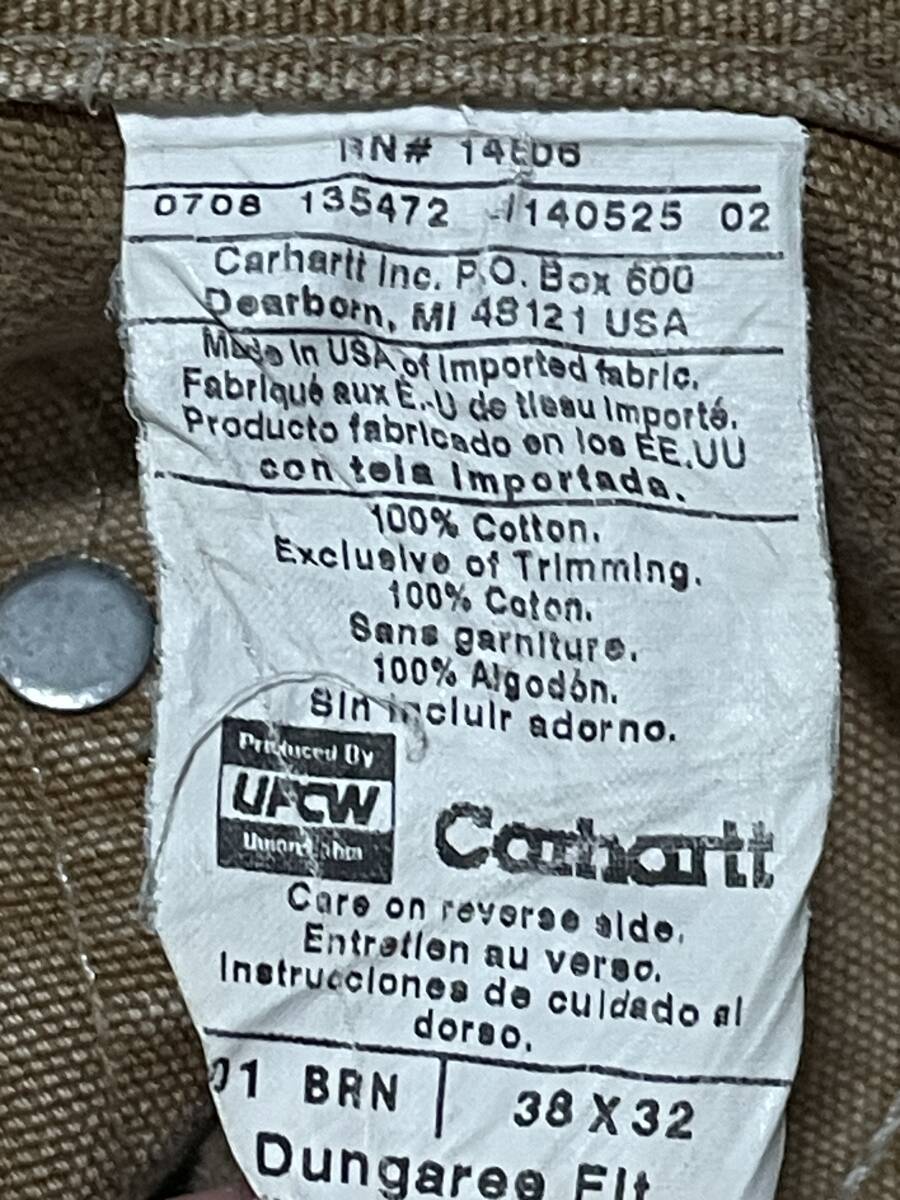 RN# 14806
0708 135472 140525 02
Carhartt Inc. P.O. Box 600
Dearborn, MI 48121 USA
Made In USA of Imported fabric.
Fabriqué aux É.-U de tissu importé.
Producto fabricado en los EE.UU
con tela Importada.
100% Cotton.
Exclusive of Trimming.
100% Coton.
Sans garniture.
100% Algodón.
Sin incluir adorno.
Produced By
UFCW
Union Label
Carhartt
Care on reverse side.
Entretien au verso.
Instrucciones de cuidado al
dorso.
01 BRN 38 X 32
Dungaree Fit